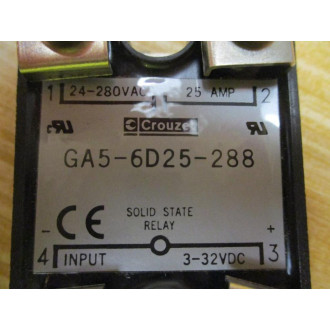 1 24-280VAC 25 AMP 2
Crouzet
GA5-6D25-288
CE
SOLID STATE
RELAY
- +
4 INPUT 3-32VDC 3